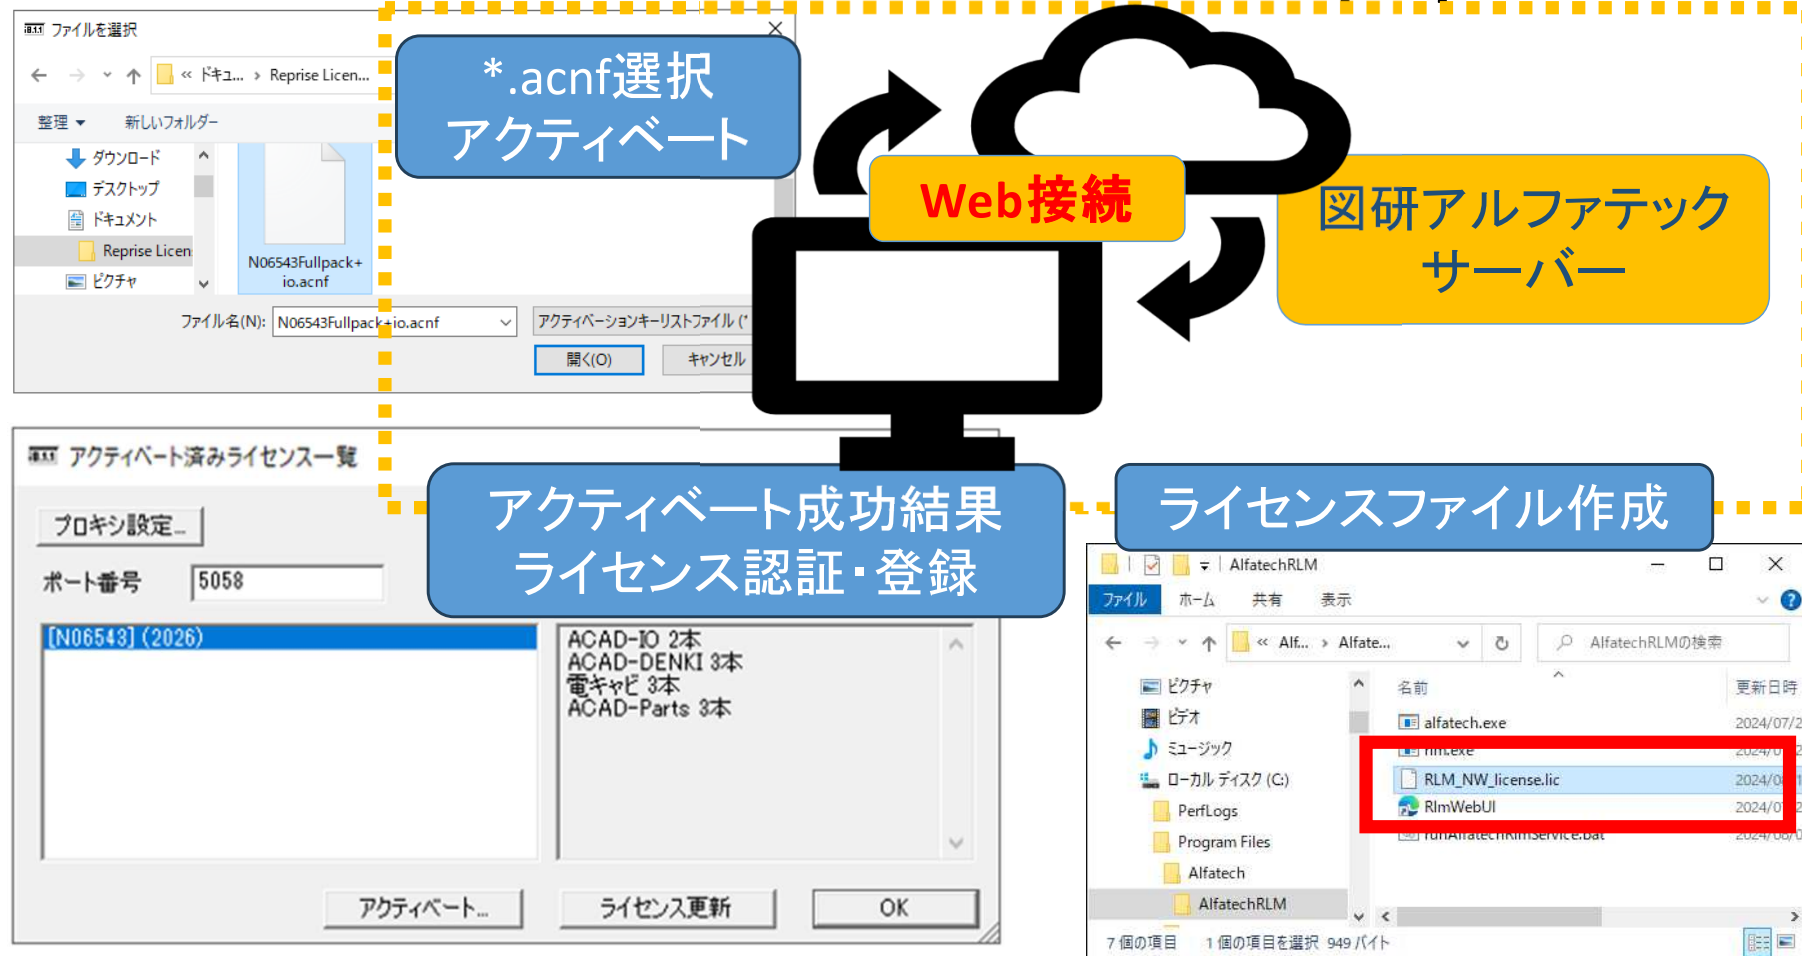 ファイルを選択
« ドキュ... › Reprise Licen...
整理
新しいフォルダー
ダウンロード
デスクトップ
ドキュメント
Reprise Licen
ピクチャ
N06543Fullpack+
io.acnf
ファイル名(N):
N06543Fullpack+io.acnf
アクティベーションキーリストファイル (*
開く(O)
キャンセル
*.acnf選択
アクティベート
Web接続
図研アルファテック
サーバー
アクティベート済みライセンス一覧
プロキシ設定...
ポート番号
5058
[N06543] (2026)
ACAD-IO 2本
ACAD-DENKI 3本
電キャビ 3本
ACAD-Parts 3本
アクティベート...
ライセンス更新
OK
アクティベート成功結果
ライセンス認証・登録
ライセンスファイル作成
AlfatechRLM
ファイル
ホーム
共有
表示
« Alf... › Alfate...
AlfatechRLMの検索
ピクチャ
ビデオ
ミュージック
ローカル ディスク (C:)
PerfLogs
Program Files
Alfatech
AlfatechRLM
名前
更新日時
alfatech.exe
2024/07/2
rlm.exe
RLM_NW_license.lic
RlmWebUI
runAlfatechRlmService.bat
7 個の項目
1 個の項目を選択 949 バイト